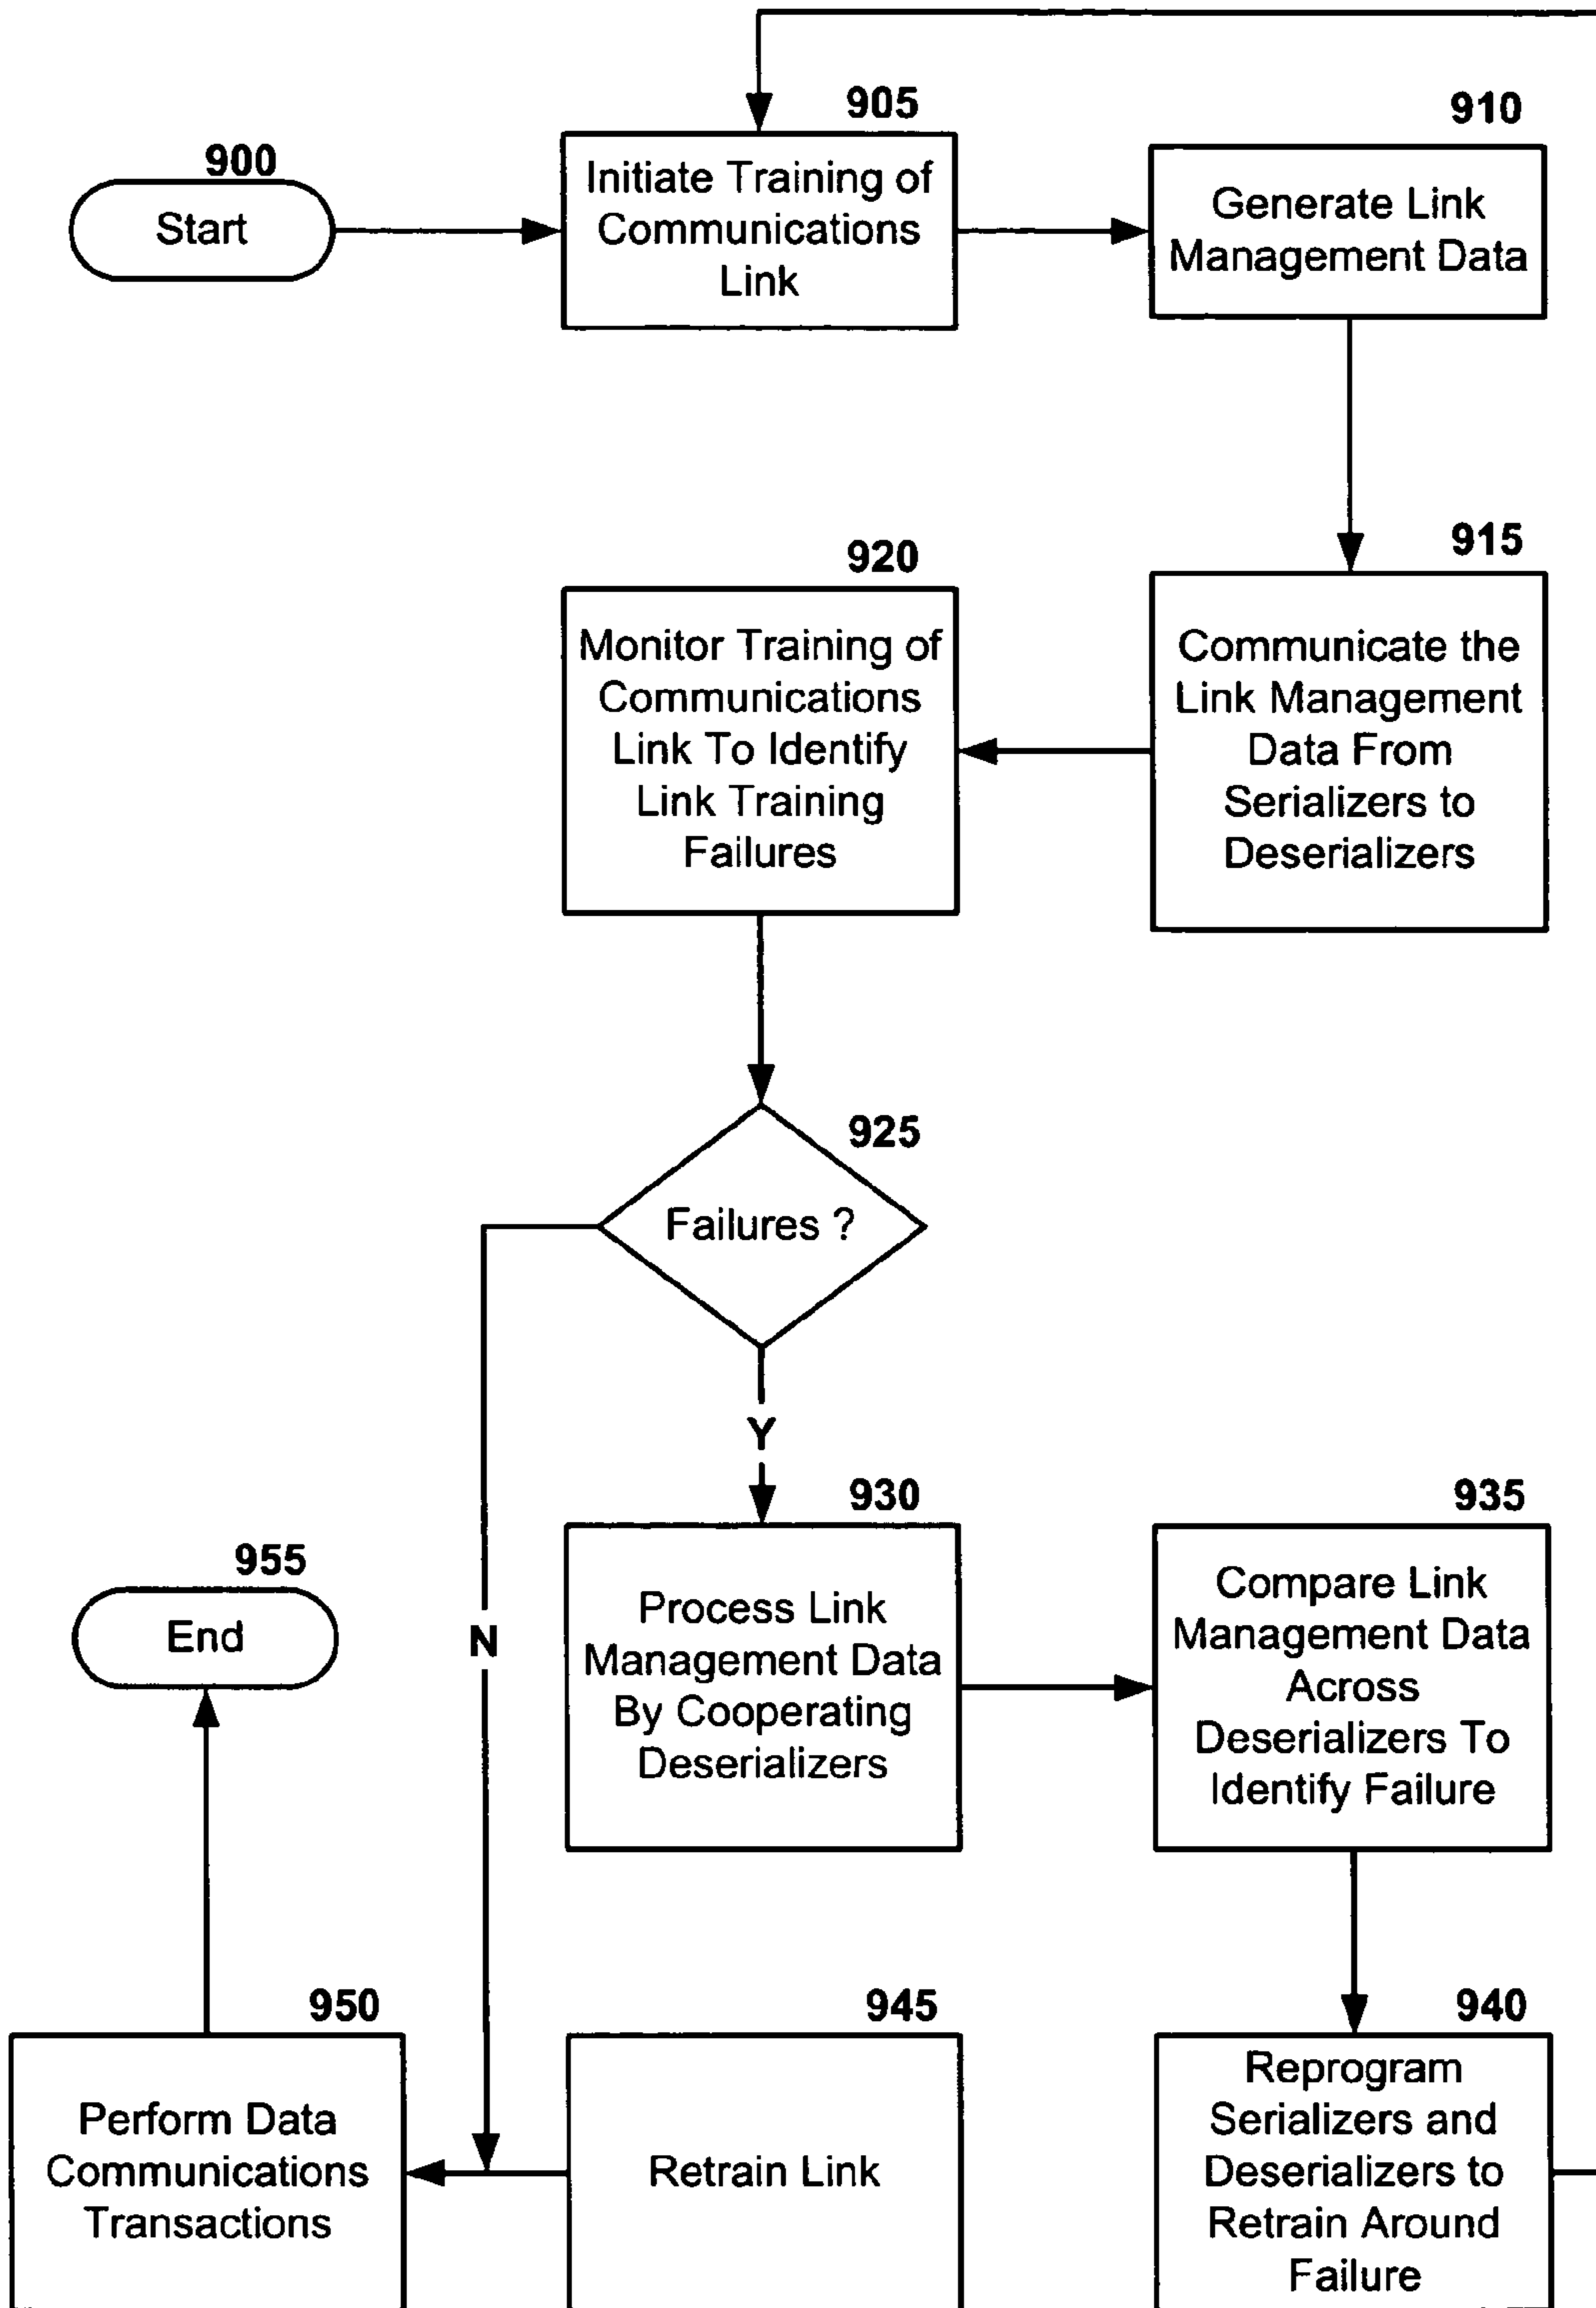 900
Start
905
Initiate Training of
Communications
Link
910
Generate Link
Management Data
915
Communicate the
Link Management
Data From
Serializers to
Deserializers
920
Monitor Training of
Communications
Link To Identify
Link Training
Failures
925
Failures ?
Y
N
930
Process Link
Management Data
By Cooperating
Deserializers
935
Compare Link
Management Data
Across
Deserializers To
Identify Failure
940
Reprogram
Serializers and
Deserializers to
Retrain Around
Failure
945
Retrain Link
950
Perform Data
Communications
Transactions
955
End